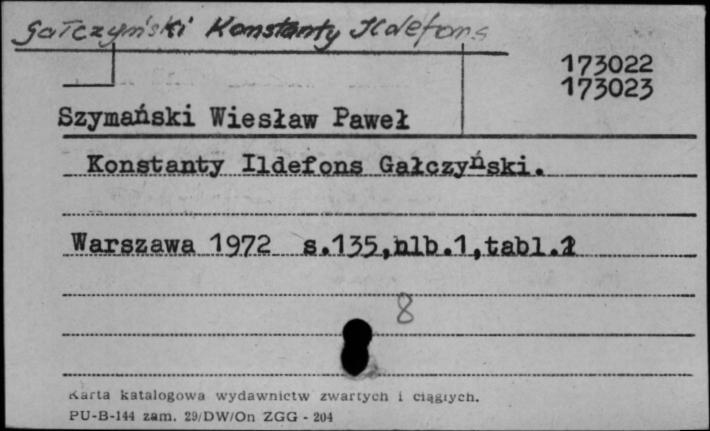 Gałczyński Konstanty Ildefons
173022
173023
Szymański Wiesław Paweł
Konstanty Ildefons Gałczyński.
Warszawa 1972 s.135,nlb.1,tabl.
8
Karta katalogowa wydawnictw zwartych i ciągłych.
PU-B-144 zam. 29/DW/On ZGG - 204